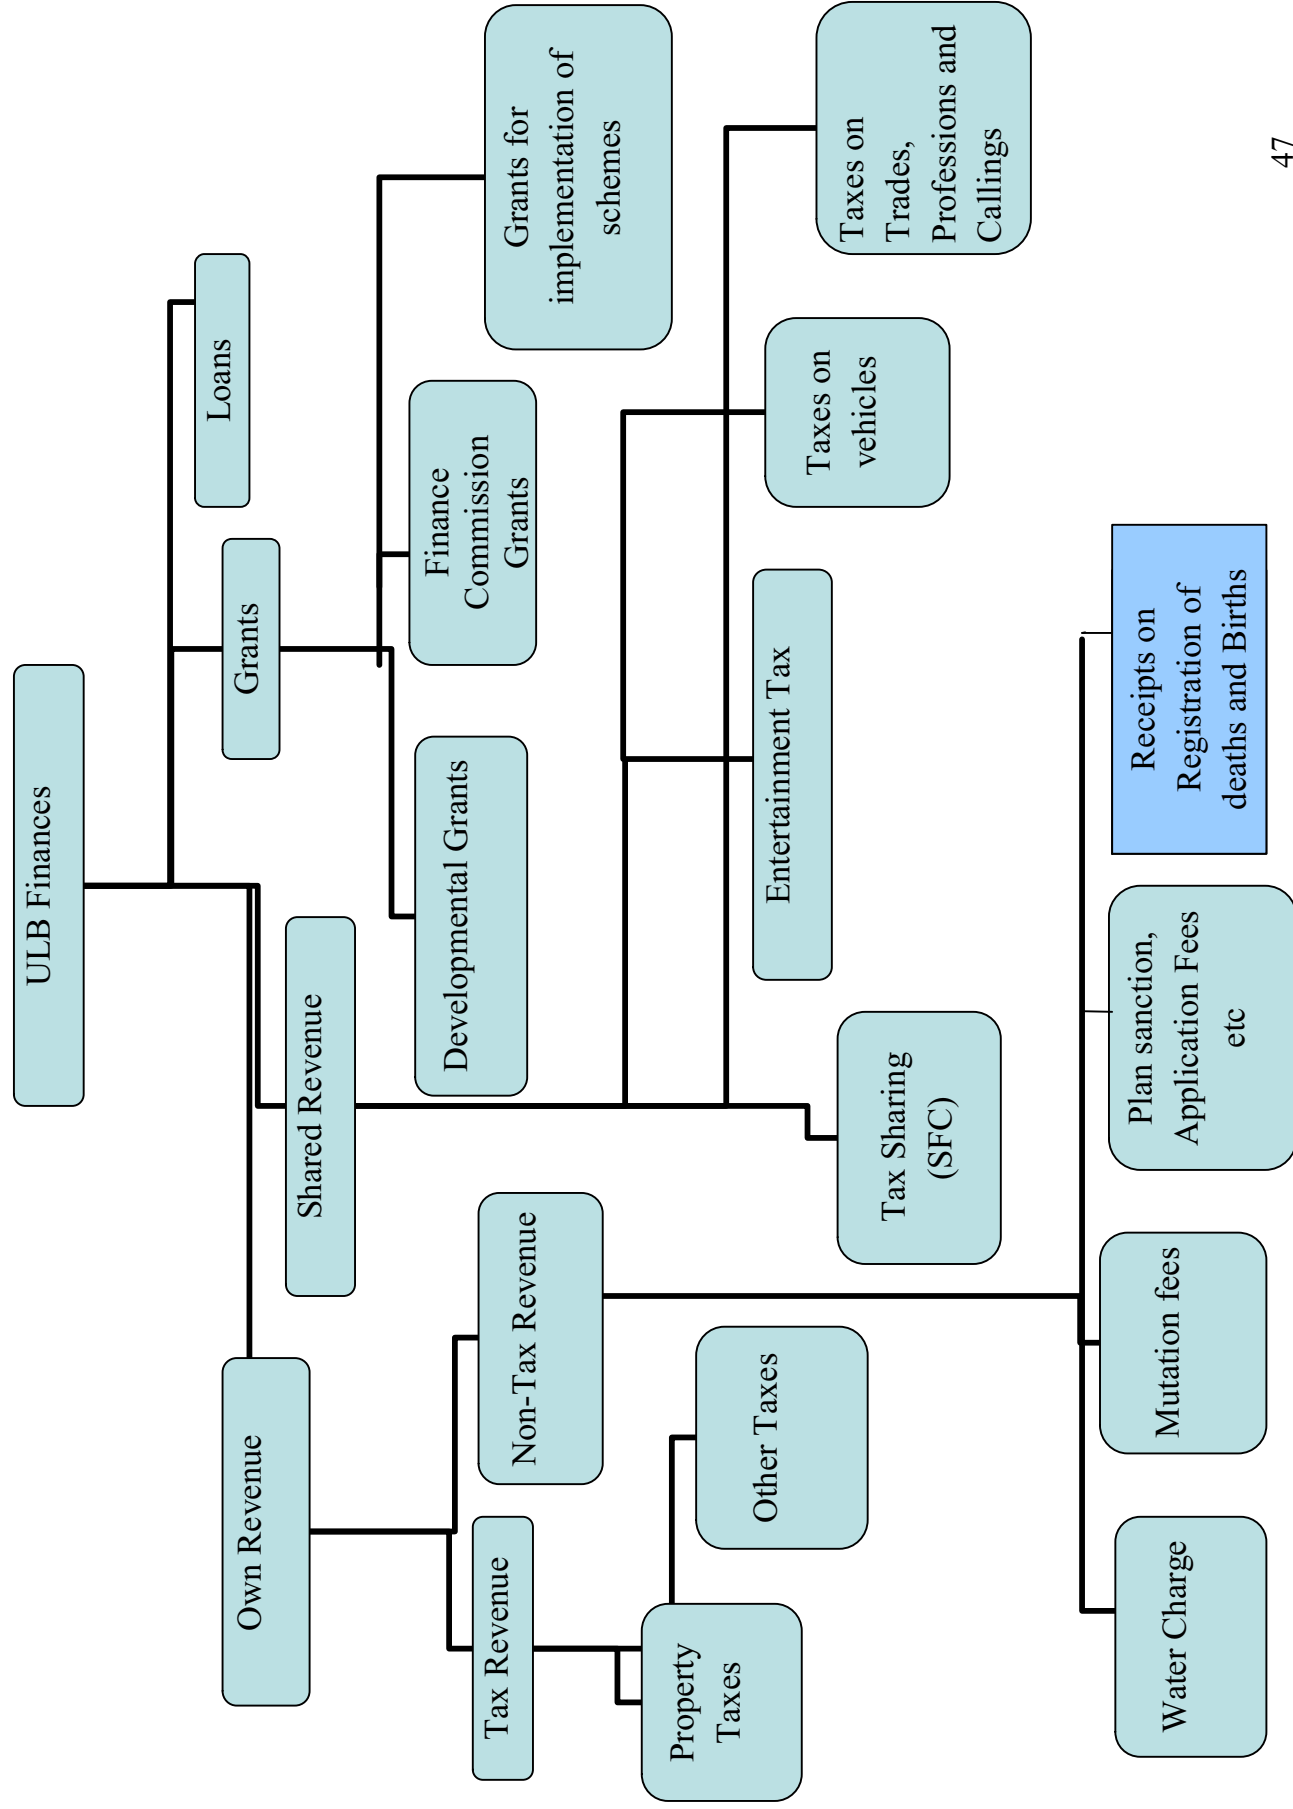 ULB Finances
Own Revenue
Shared Revenue
Grants
Loans
Tax Revenue
Non-Tax Revenue
Developmental Grants
Finance
Commission
Grants
Grants for
implementation of
schemes
Property
Taxes
Other Taxes
Tax Sharing
(SFC)
Entertainment Tax
Taxes on
vehicles
Taxes on
Trades,
Professions and
Callings
Water Charge
Mutation fees
Plan sanction,
Application Fees
etc
Receipts on
Registration of
deaths and Births
47